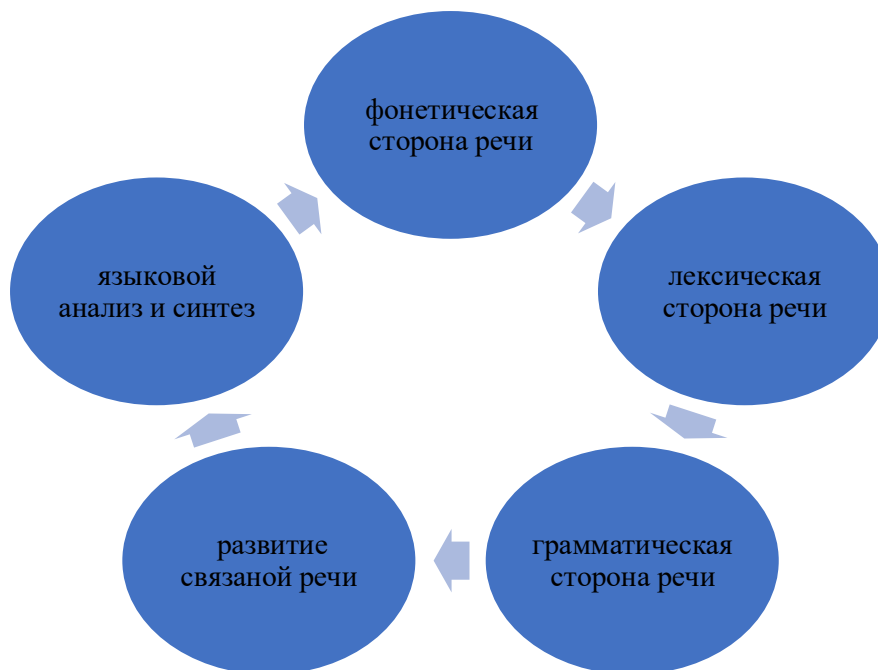 фонетическая
сторона речи
лексическая
сторона речи
грамматическая
сторона речи
развитие
связаной речи
языковой
анализ и синтез